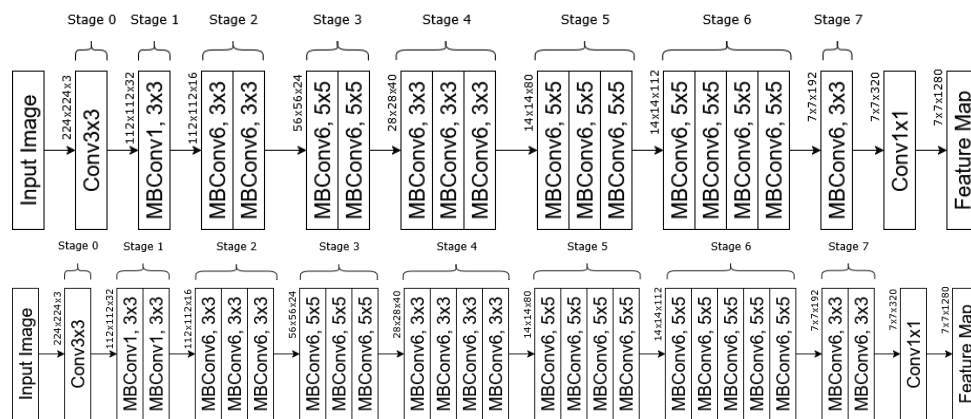 Stage 0
Stage 1
Stage 2
Stage 3
Stage 4
Stage 5
Stage 6
Stage 7
Input Image
224x224x3
Conv3x3
112x112x32
MBConv1, 3x3
112x112x16
MBConv6, 3x3
MBConv6, 3x3
56x56x24
MBConv6, 5x5
MBConv6, 5x5
28x28x40
MBConv6, 3x3
MBConv6, 3x3
MBConv6, 3x3
14x14x80
MBConv6, 5x5
MBConv6, 5x5
MBConv6, 5x5
14x14x112
MBConv6, 5x5
MBConv6, 5x5
MBConv6, 5x5
MBConv6, 5x5
7x7x192
MBConv6, 3x3
7x7x320
Conv1x1
7x7x1280
Feature Map
Stage 0
Stage 1
Stage 2
Stage 3
Stage 4
Stage 5
Stage 6
Stage 7
Input Image
224x224x3
Conv3x3
112x112x32
MBConv1, 3x3
MBConv1, 3x3
112x112x16
MBConv6, 3x3
MBConv6, 3x3
MBConv6, 3x3
56x56x24
MBConv6, 5x5
MBConv6, 5x5
MBConv6, 5x5
28x28x40
MBConv6, 3x3
MBConv6, 3x3
MBConv6, 3x3
MBConv6, 3x3
14x14x80
MBConv6, 5x5
MBConv6, 5x5
MBConv6, 5x5
MBConv6, 5x5
14x14x112
MBConv6, 5x5
MBConv6, 5x5
MBConv6, 5x5
MBConv6, 5x5
MBConv6, 5x5
7x7x192
MBConv6, 3x3
MBConv6, 3x3
7x7x320
Conv1x1
7x7x1280
Feature Map